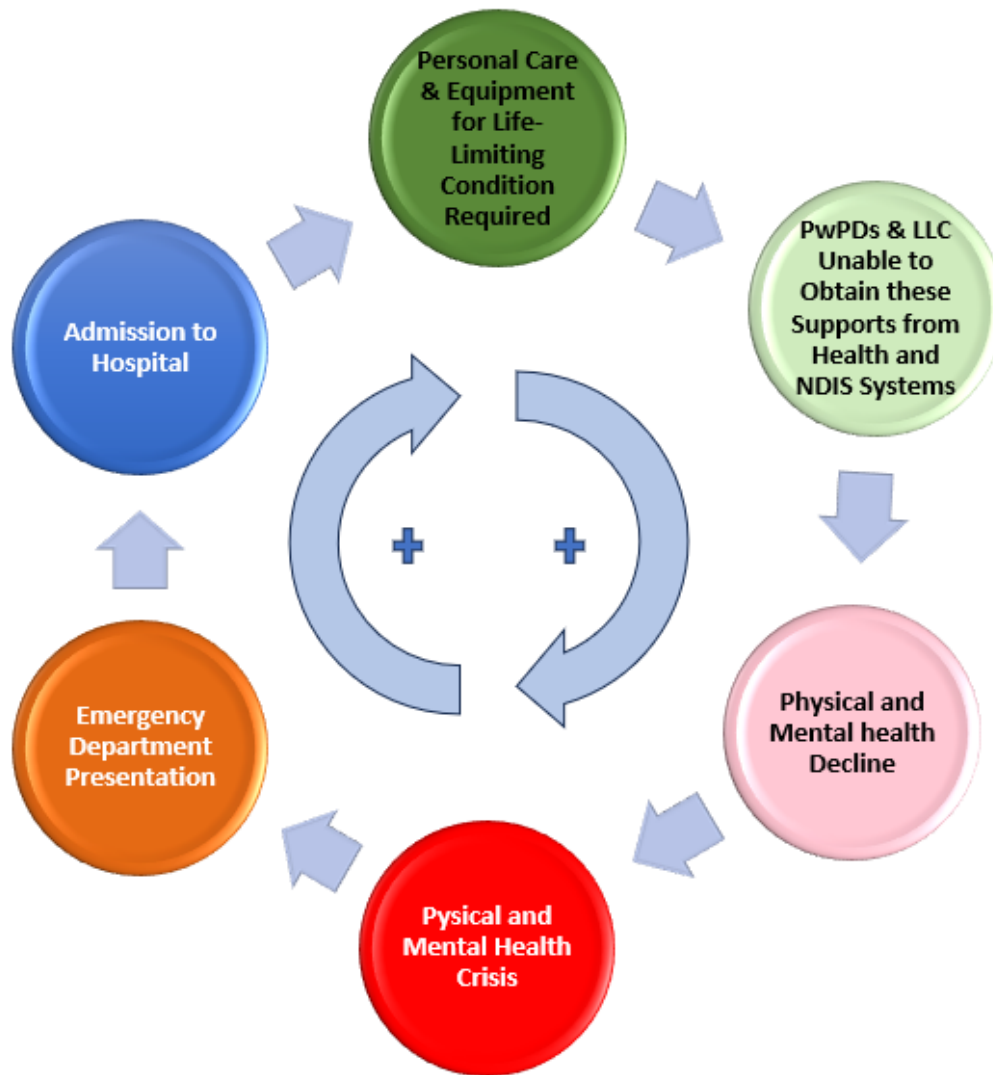 Personal Care
& Equipment
for Life-
Limiting
Condition
Required
PwPDs & LLC
Unable to
Obtain these
Supports from
Health and
NDIS Systems
Physical and
Mental health
Decline
Pysical and
Mental Health
Crisis
Emergency
Department
Presentation
Admission to
Hospital